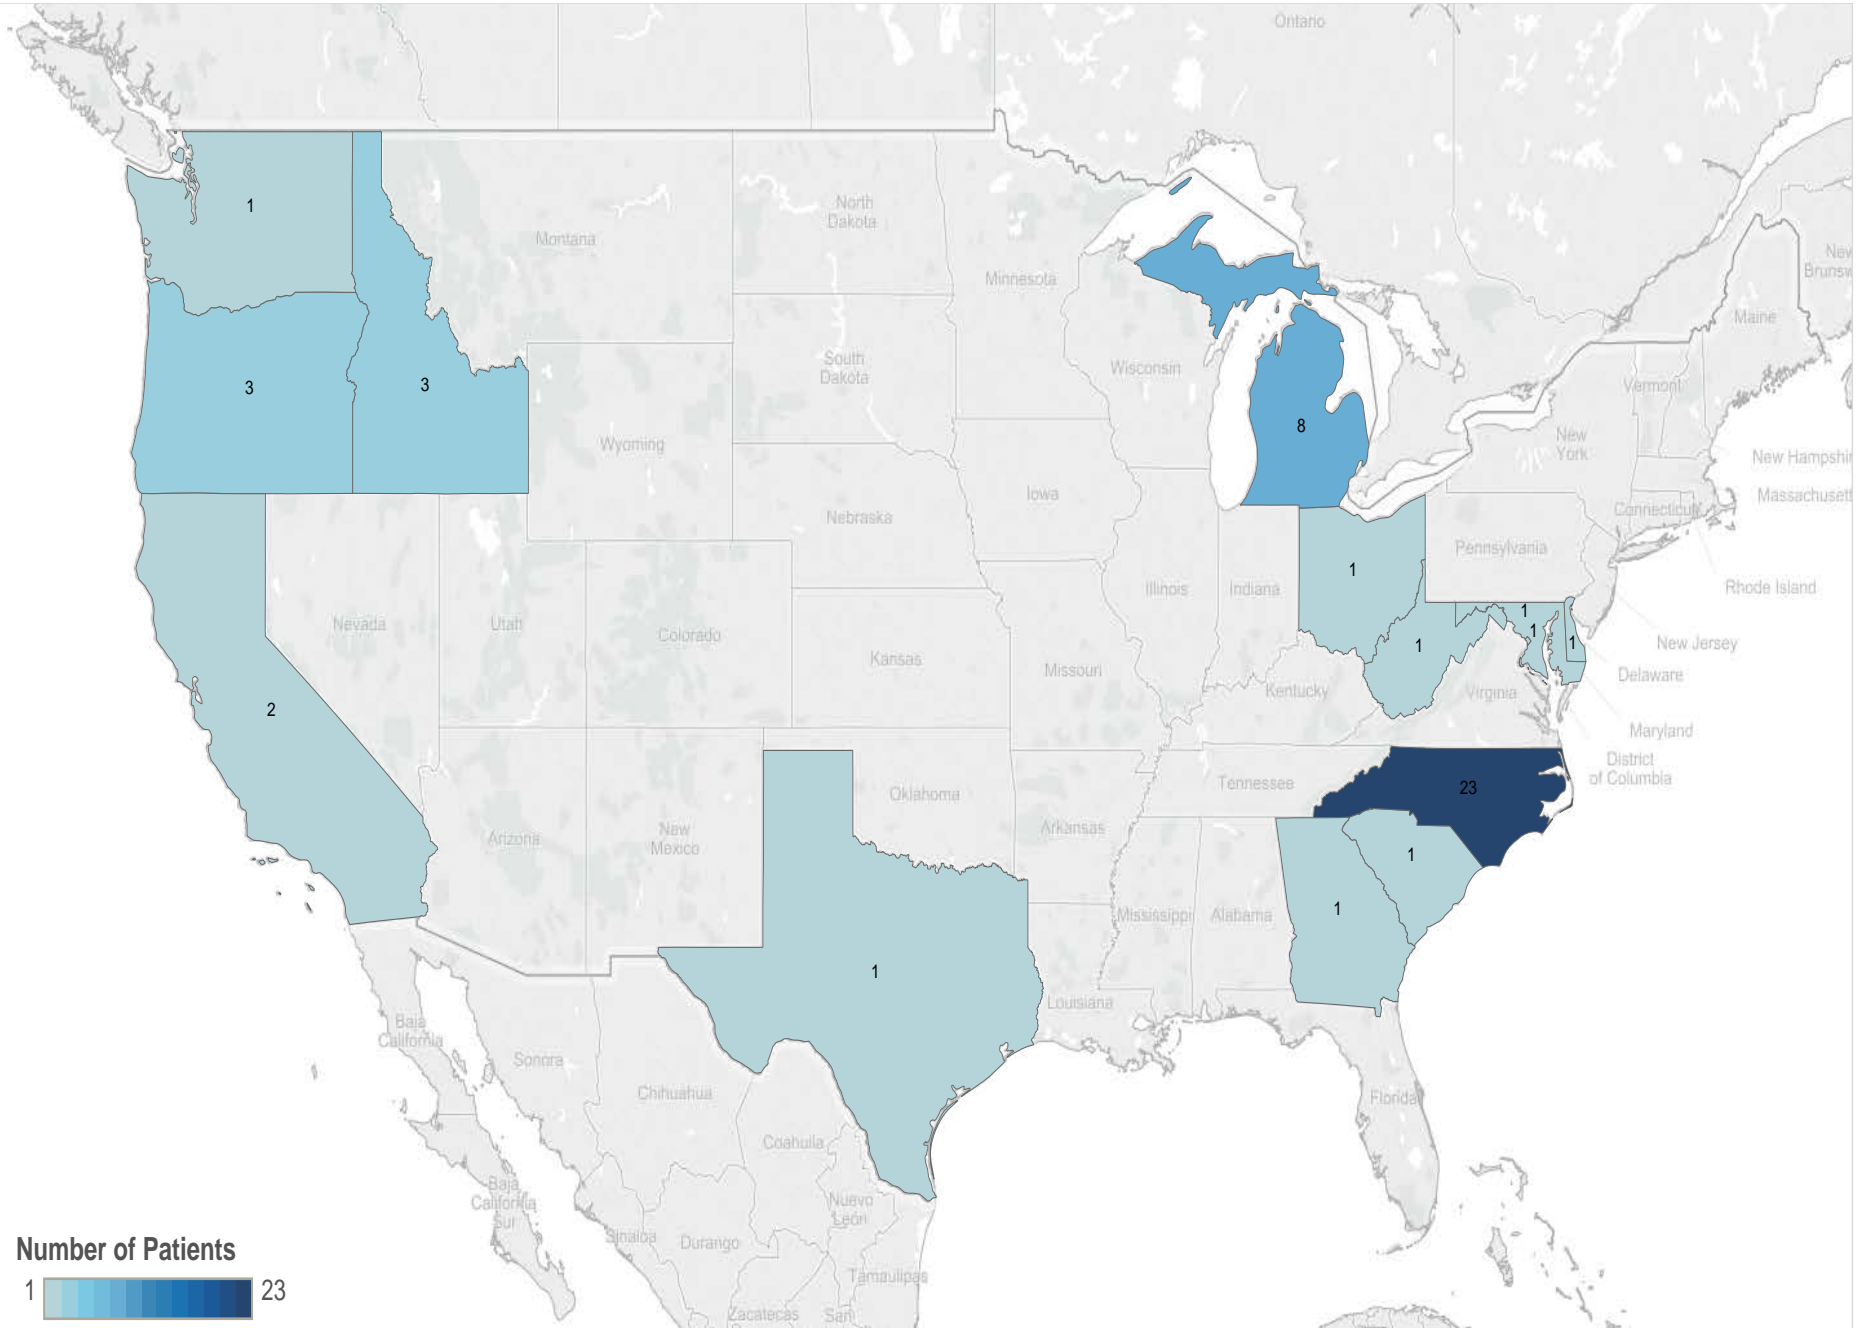 Ontario
1
North
Dakota
Montana
New
Brunsw
Minnesota
Maine
Wisconsin
South
Dakota
3
3
Vermont
8
Wyoming
New
York
New Hampshir
Iowa
Massachusett
Nebraska
Connecticut
Pennsylvania
1
Illinois
Indiana
Rhode Island
Nevada
Utah
Colorado
1
1
1
1
New Jersey
Kansas
Missouri
Delaware
Kentucky
Virginia
2
Maryland
District
of Columbia
Tennessee
23
Oklahoma
Arkansas
Arizona
New
Mexico
1
Mississippi
Alabama
1
1
Louisiana
Baja
California
Sonora
Chihuahua
Florida
Coahuila
Baja
California
Sur
Nuevo
León
Sinaloa
Durango
Tamaulipas
Zacatecas
San
Number of Patients
1
23